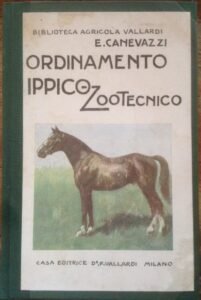 BIBLIOTECA AGRICOLA VALLARDI
E. CANEVAZZI
ORDINAMENTO
IPPICO-
ZOOTECNICO
CASA EDITRICE Dr. F. VALLARDI MILANO